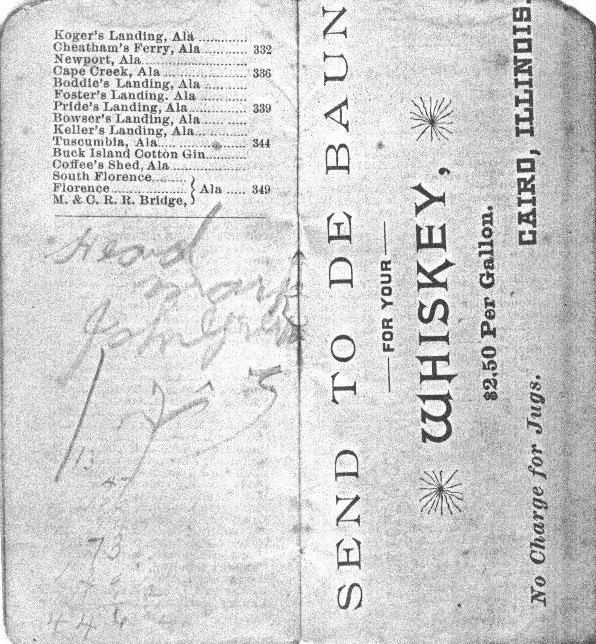 Koger's Landing, Ala ............
Cheatham's Ferry, Ala .......... 332
Newport, Ala..........................
Cape Creek, Ala .................... 336
Boddie's Landing, Ala ..........
Foster's Landing. Ala ...........
Pride's Landing, Ala.............. 339
Bowser's Landing, Ala..........
Keller's Landing, Ala.............
Tuscumbia, Ala...................... 344
Buck Island Cotton Gin..........
Coffee's Shed, Ala..................
South Florence........
Florence................... } Ala ..... 349
M. & C. R. R. Bridge,
Head
13
73
SEND TO DE BAUN
FOR YOUR
WHISKEY,
$2.50 Per Gallon.
No Charge for Jugs.
CAIRO, ILLINOIS.